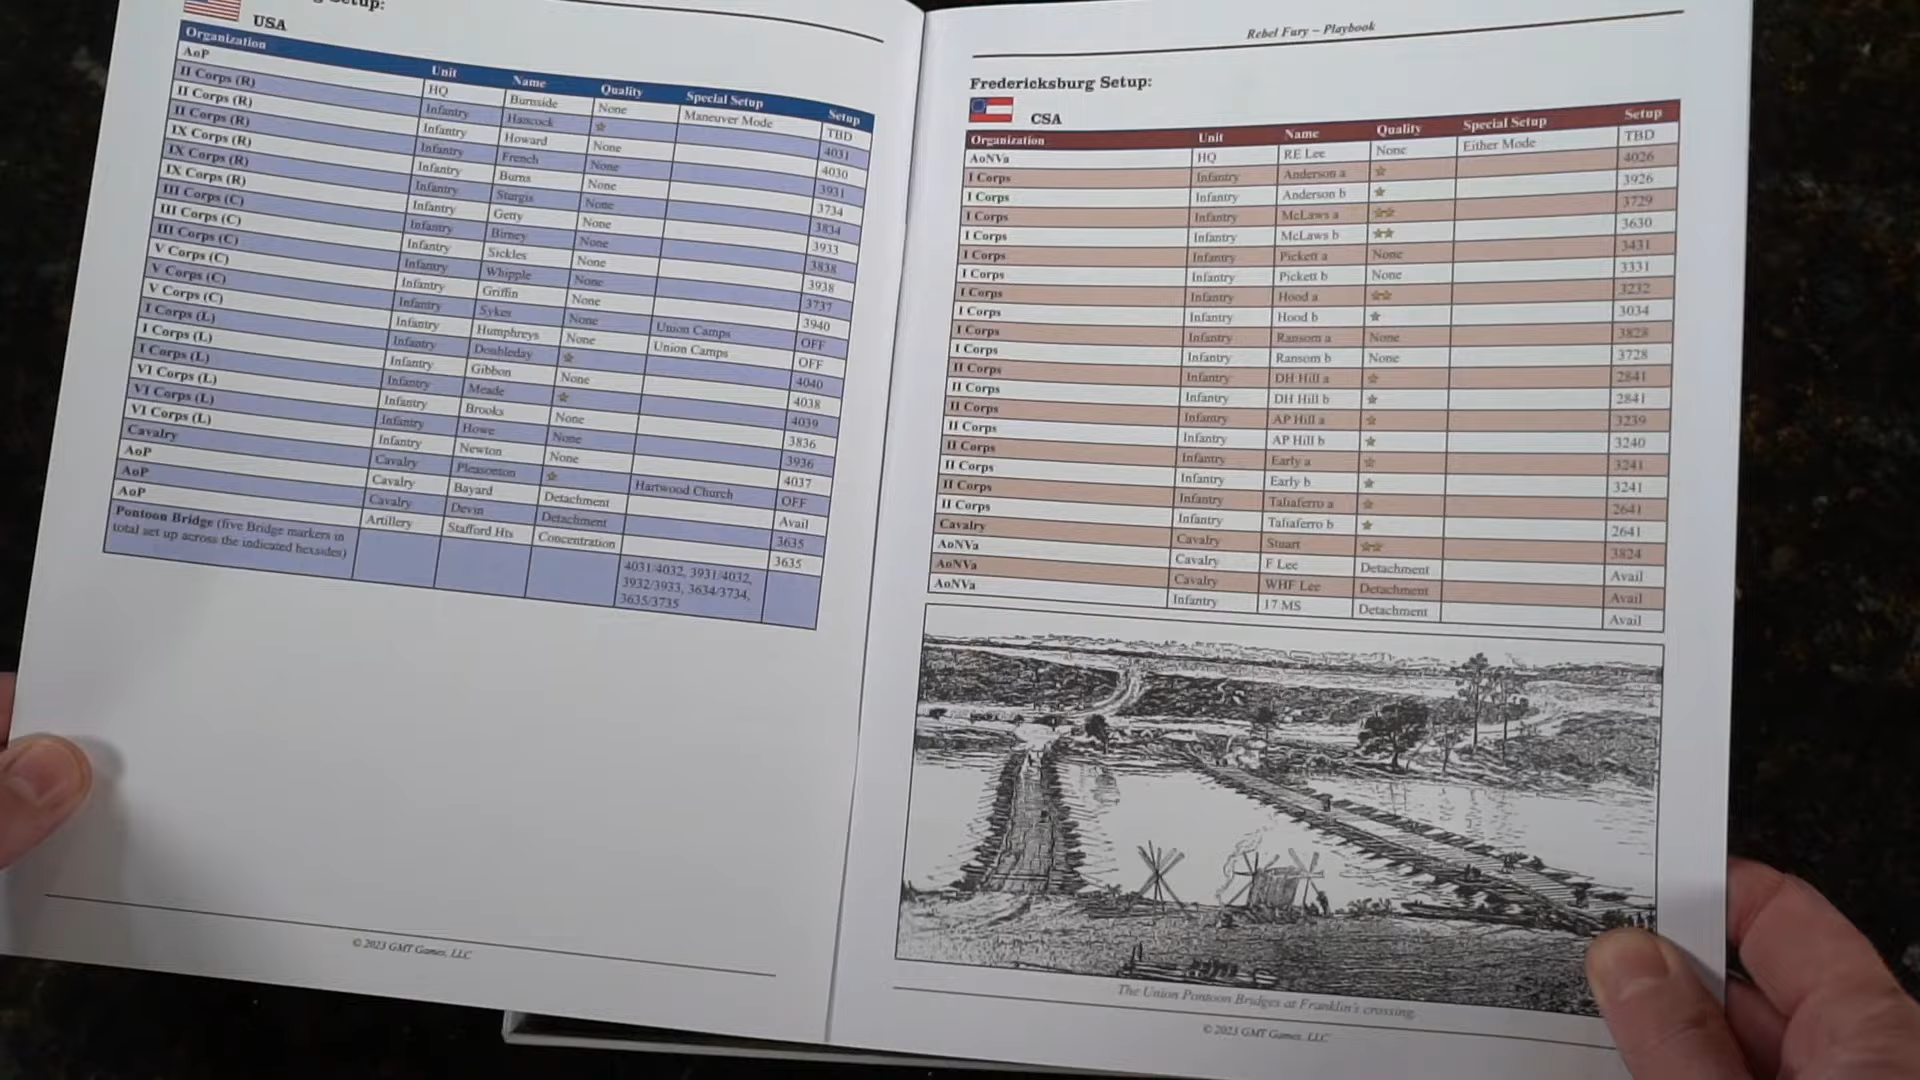 g Setup:
USA
Organization Unit Name Quality Special Setup Setup
AoP HQ Burnside None Maneuver Mode TBD
II Corps (R) Infantry Hancock ☆ 4031
II Corps (R) Infantry Howard None 4030
II Corps (R) Infantry French None 3931
IX Corps (R) Infantry Burns None 3734
IX Corps (R) Infantry Sturgis None 3834
IX Corps (R) Infantry Getty None 3933
III Corps (C) Infantry Birney None 3838
III Corps (C) Infantry Sickles None 3938
III Corps (C) Infantry Whipple None 3737
V Corps (C) Infantry Griffin None 3940
V Corps (C) Infantry Sykes None Union Camps OFF
V Corps (C) Infantry Humphreys None Union Camps OFF
I Corps (L) Infantry Doubleday ☆ 4040
I Corps (L) Infantry Gibbon None 4038
I Corps (L) Infantry Meade ☆ 4039
VI Corps (L) Infantry Brooks None 3836
VI Corps (L) Infantry Howe None 3936
VI Corps (L) Infantry Newton None 4037
Cavalry Cavalry Pleasonton ☆ Hartwood Church OFF
AoP Cavalry Bayard Detachment Avail
AoP Cavalry Devin Detachment 3635
AoP Artillery Stafford Hts Concentration 3635
Pontoon Bridge (five Bridge markers in
total set up across the indicated hexsides)
4031/4032, 3931/4032,
3932/3933, 3634/3734,
3635/3735
© 2023 GMT Games, LLC
Rebel Fury – Playbook
Fredericksburg Setup:
CSA
Organization Unit Name Quality Special Setup Setup
AoNVa HQ RE Lee None Either Mode TBD
I Corps Infantry Anderson a ☆ 4026
I Corps Infantry Anderson b ★ 3926
I Corps Infantry McLaws a ☆☆ 3729
I Corps Infantry McLaws b ★★ 3630
I Corps Infantry Pickett a None 3431
I Corps Infantry Pickett b None 3331
I Corps Infantry Hood a ☆☆ 3232
I Corps Infantry Hood b ★ 3034
I Corps Infantry Ransom a None 3828
I Corps Infantry Ransom b None 3728
II Corps Infantry DH Hill a ☆ 2841
II Corps Infantry DH Hill b ★ 2841
II Corps Infantry AP Hill a ☆ 3239
II Corps Infantry AP Hill b ★ 3240
II Corps Infantry Early a ☆ 3241
II Corps Infantry Early b ★ 3241
II Corps Infantry Taliaferro a ☆ 2641
II Corps Infantry Taliaferro b ★ 2641
Cavalry Cavalry Stuart ☆☆ 3824
AoNVa Cavalry F Lee Detachment Avail
AoNVa Cavalry WHF Lee Detachment Avail
AoNVa Infantry 17 MS Detachment Avail
The Union Pontoon Bridges at Franklin's crossing.
© 2023 GMT Games, LLC